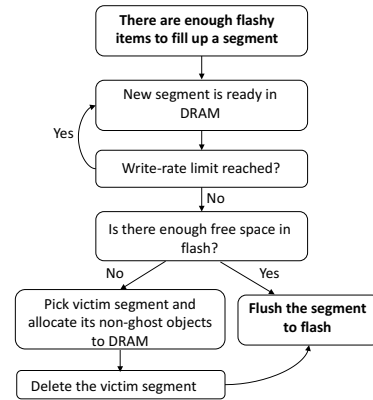 There are enough flashy
items to fill up a segment
New segment is ready in
DRAM
Yes
Write-rate limit reached?
No
Is there enough free space in
flash?
No
Yes
Pick victim segment and
allocate its non-ghost objects
to DRAM
Flush the segment
to flash
Delete the victim segment